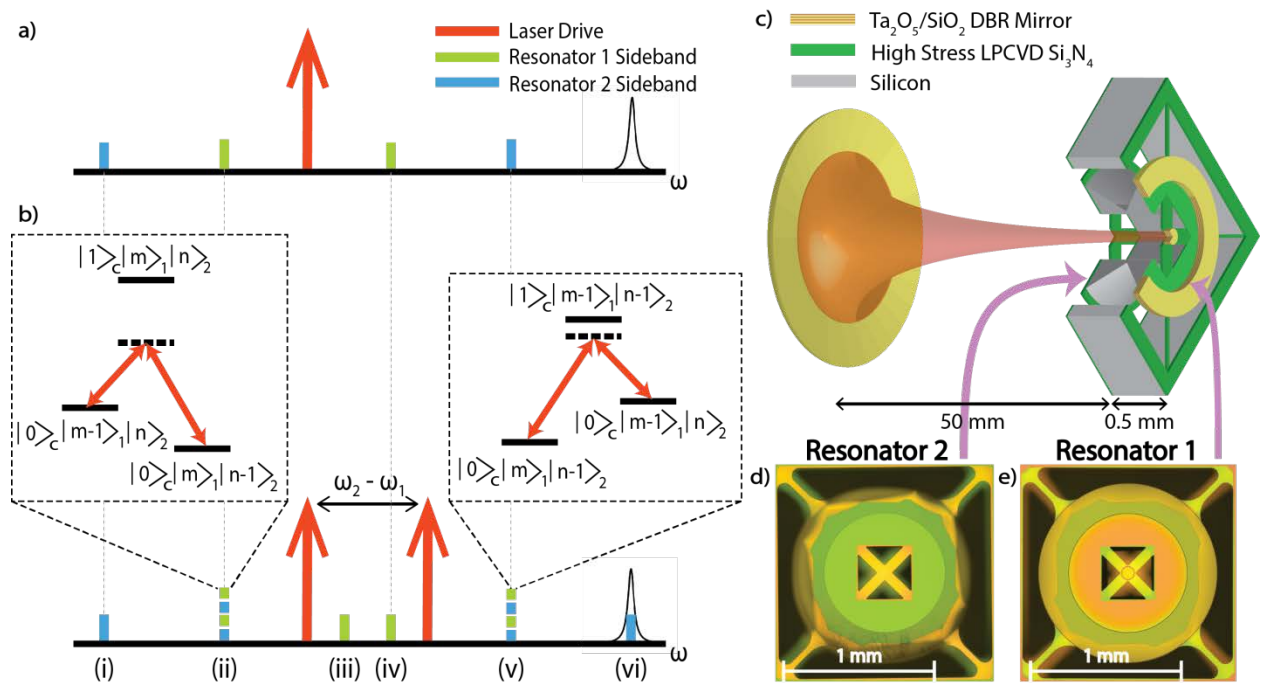 a)
Laser Drive
Resonator 1 Sideband
Resonator 2 Sideband
ω
b)
|1⟩c|m⟩1|n⟩2
|0⟩c|m-1⟩1|n⟩2
|0⟩c|m⟩1|n-1⟩2
|1⟩c|m-1⟩1|n-1⟩2
|0⟩c|m-1⟩1|n⟩2
|0⟩c|m⟩1|n-1⟩2
ω2 - ω1
ω
(i) (ii) (iii) (iv) (v) (vi)
c)
Ta2O5/SiO2 DBR Mirror
High Stress LPCVD Si3N4
Silicon
50 mm
0.5 mm
Resonator 2
Resonator 1
d)
e)
1 mm
1 mm